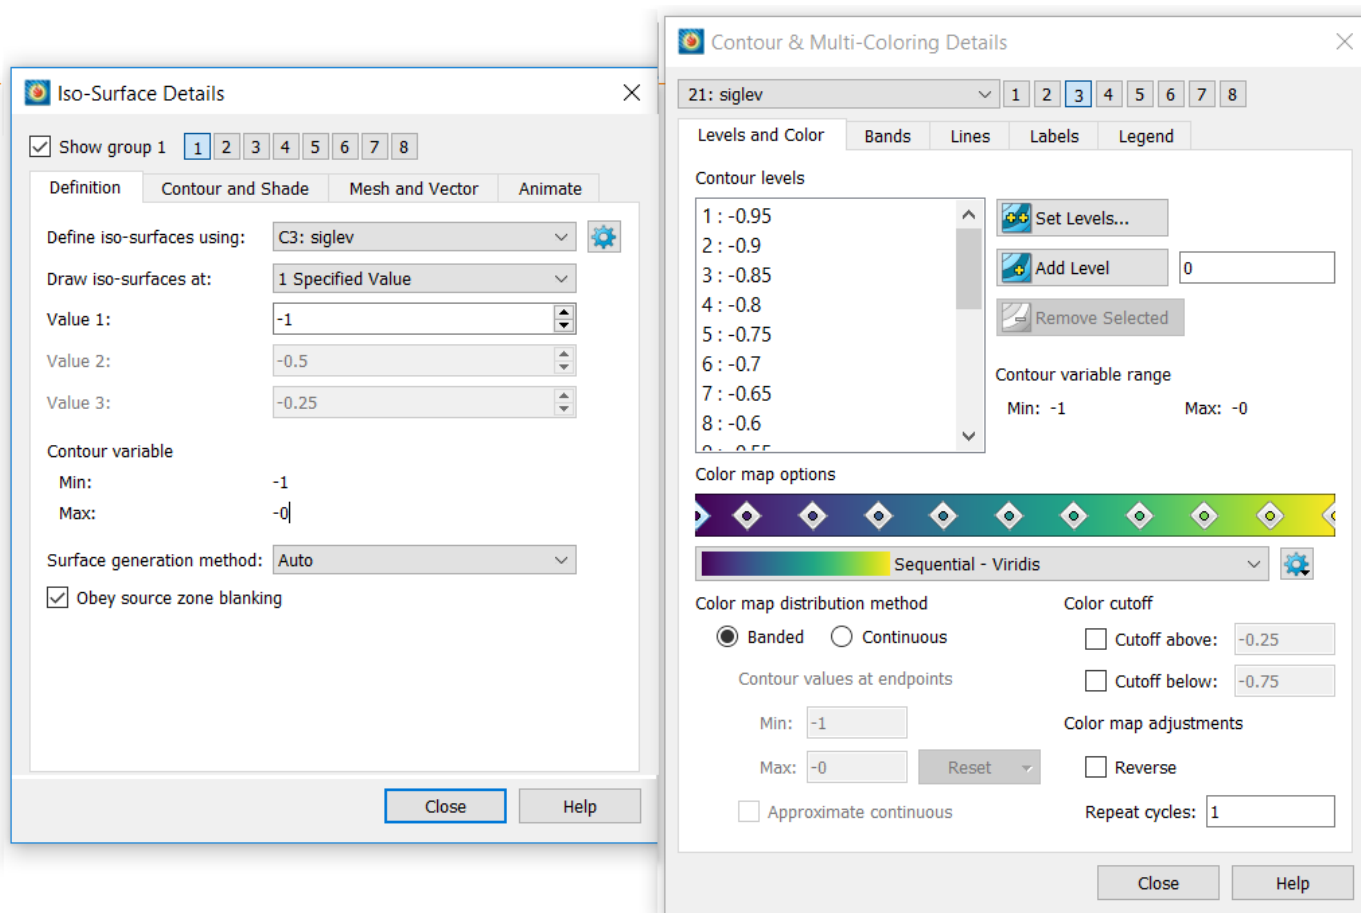 Iso-Surface Details
Show group 1 1 2 3 4 5 6 7 8
Definition Contour and Shade Mesh and Vector Animate
Define iso-surfaces using: C3: siglev
Draw iso-surfaces at: 1 Specified Value
Value 1: -1
Value 2: -0.5
Value 3: -0.25
Contour variable
Min: -1
Max: -0
Surface generation method: Auto
Obey source zone blanking
Close Help
Contour & Multi-Coloring Details
21: siglev 1 2 3 4 5 6 7 8
Levels and Color Bands Lines Labels Legend
Contour levels
1 : -0.95
2 : -0.9
3 : -0.85
4 : -0.8
5 : -0.75
6 : -0.7
7 : -0.65
8 : -0.6
Set Levels...
Add Level 0
Remove Selected
Contour variable range
Min: -1 Max: -0
Color map options
Sequential - Viridis
Color map distribution method
Banded Continuous
Contour values at endpoints
Min: -1
Max: -0 Reset
Approximate continuous
Color cutoff
Cutoff above: -0.25
Cutoff below: -0.75
Color map adjustments
Reverse
Repeat cycles: 1
Close Help